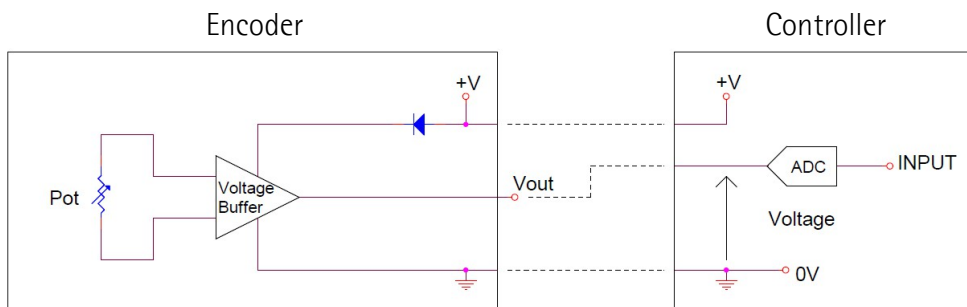 Encoder
Controller
+V
+V
Pot
Voltage
Buffer
Vout
ADC
INPUT
Voltage
0V